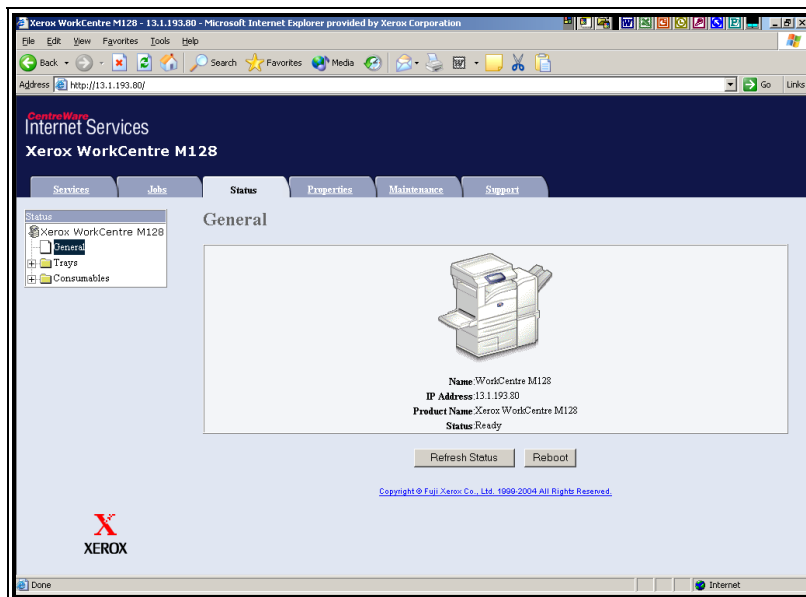 Xerox WorkCentre M128 - 13.1.193.80 - Microsoft Internet Explorer provided by Xerox Corporation
File Edit View Favorites Tools Help
Back Search Favorites Media
Address http://13.1.193.80/ Go Links
CentreWare
Internet Services
Xerox WorkCentre M128
Services Jobs Status Properties Maintenance Support
Status
Xerox WorkCentre M128
General
Trays
Consumables
General
Name:WorkCentre M128
IP Address:13.1.193.80
Product Name:Xerox WorkCentre M128
Status:Ready
Refresh Status Reboot
Copyright © Fuji Xerox Co., Ltd. 1999-2004 All Rights Reserved.
X
XEROX
Done Internet